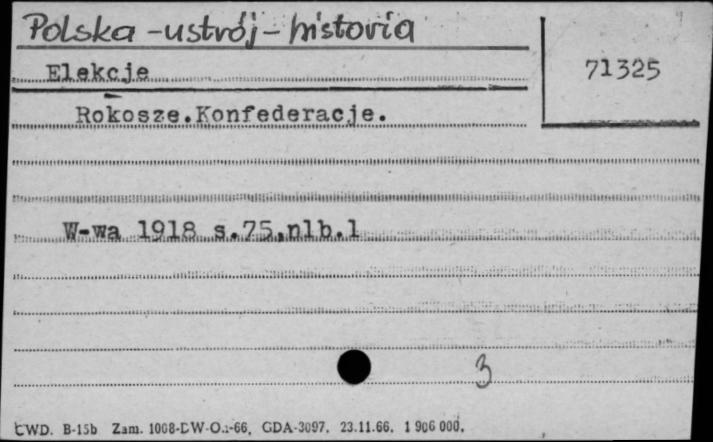 Polska - ustrój - historia
71325
Elekcje
Rokosze.Konfederacje.
W-wa 1918 s.75,nlb.1
3
CWD. B-15b Zam. 1008-DW-O.-66, GDA-3097, 23.11.66. 1 906 000.